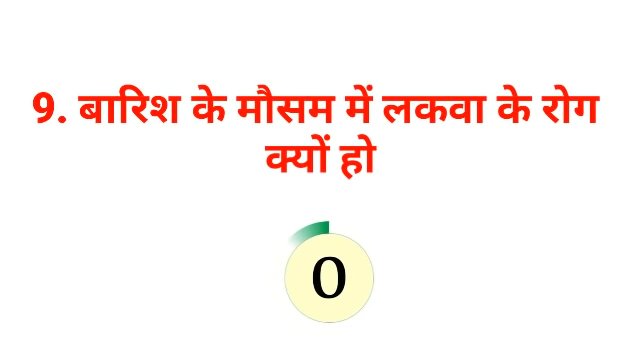 9. बारिश के मौसम में लकवा के रोग
क्यों हो
0